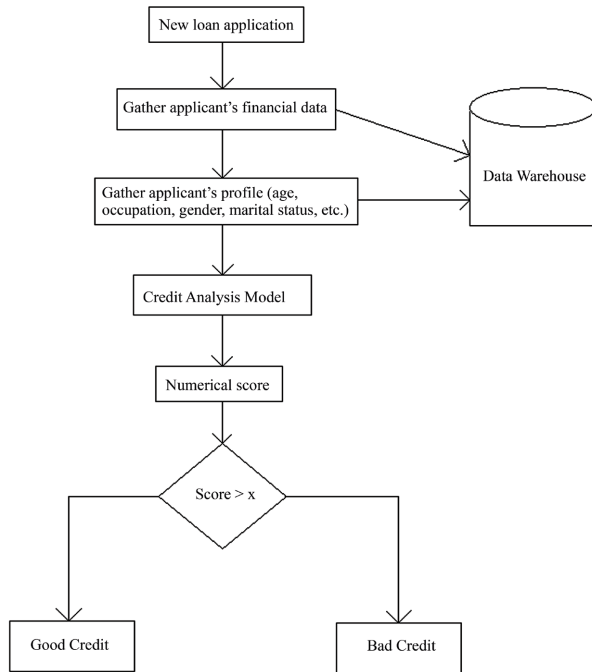 New loan application
Gather applicant's financial data
Data Warehouse
Gather applicant's profile (age,
occupation, gender, marital status, etc.)
Credit Analysis Model
Numerical score
Score > x
Good Credit
Bad Credit